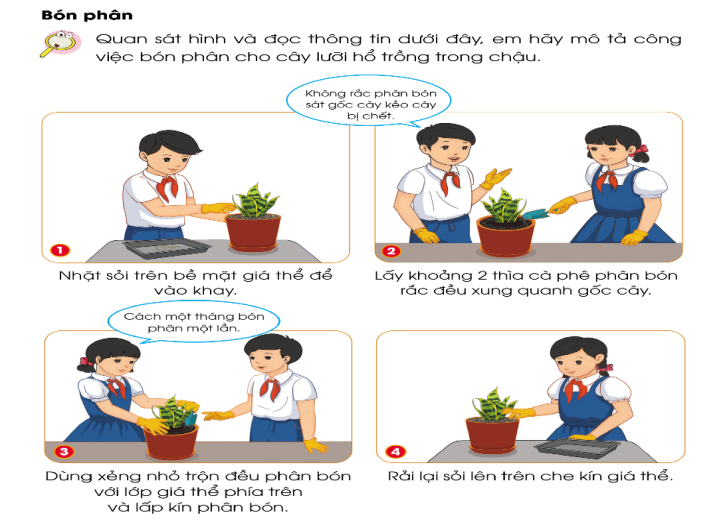 Bón phân
Quan sát hình và đọc thông tin dưới đây, em hãy mô tả công
việc bón phân cho cây lưỡi hổ trồng trong chậu.
Không rắc phân bón
sát gốc cây kẻo cây
bị chết.
1
2
Nhặt sỏi trên bề mặt giá thể để
vào khay.
Lấy khoảng 2 thìa cà phê phân bón
rắc đều xung quanh gốc cây.
Cách một tháng bón
phân một lần.
3
4
Dùng xẻng nhỏ trộn đều phân bón
với lớp giá thể phía trên
và lấp kín phân bón.
Rải lại sỏi lên trên che kín giá thể.